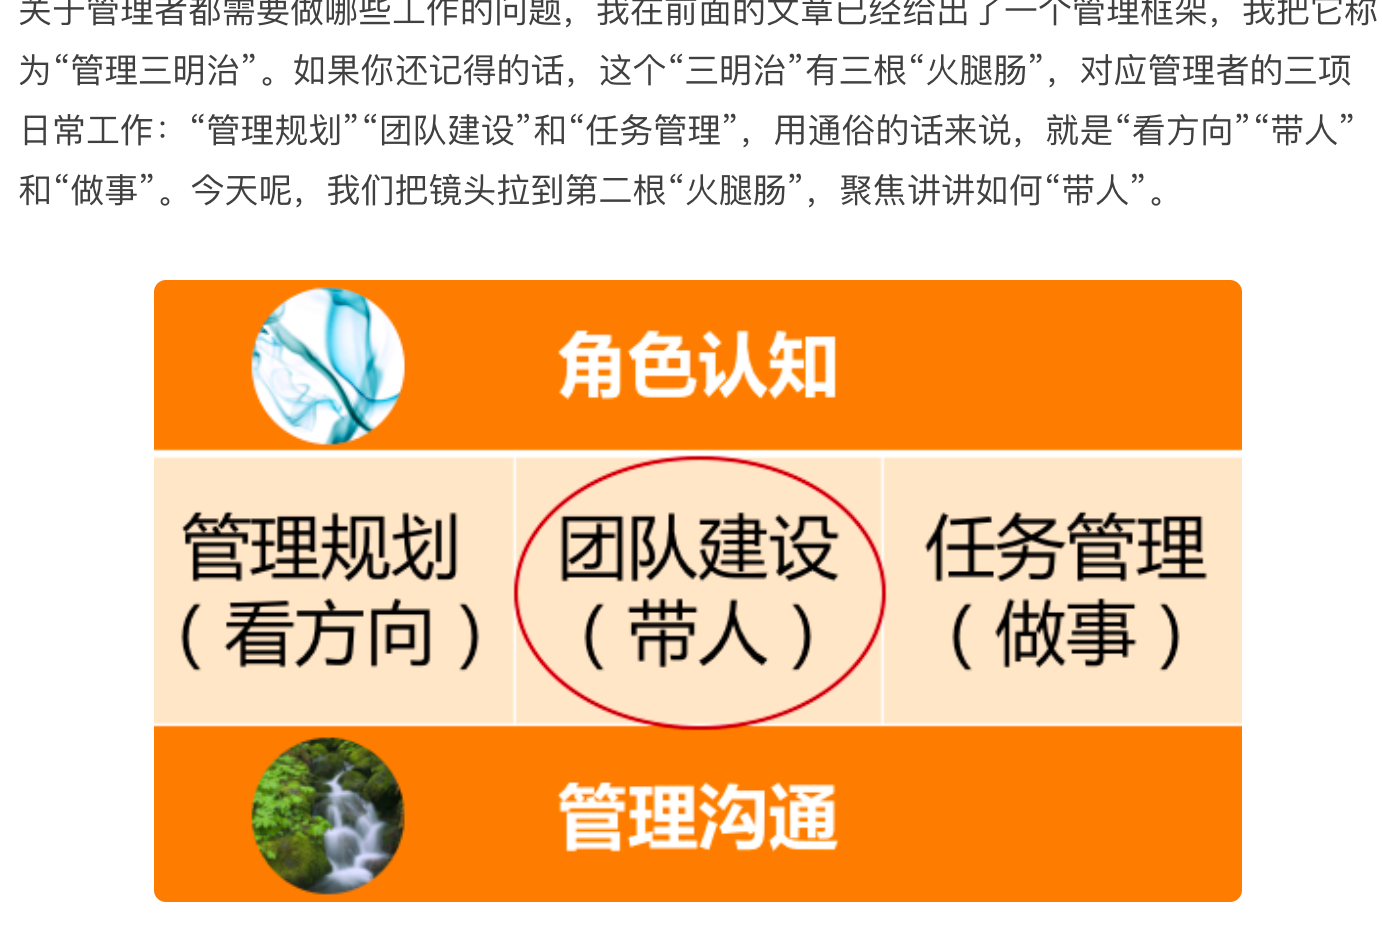 关于管理者都需要做哪些工作的问题，我在前面的文章已经给出了一个管理框架，我把它称
为“管理三明治”。如果你还记得的话，这个“三明治”有三根“火腿肠”，对应管理者的三项
日常工作：“管理规划”“团队建设”和“任务管理”，用通俗的话来说，就是“看方向”“带人”
和“做事”。今天呢，我们把镜头拉到第二根“火腿肠”，聚焦讲讲如何“带人”。
角色认知
管理规划
（看方向）
团队建设
（带人）
任务管理
（做事）
管理沟通